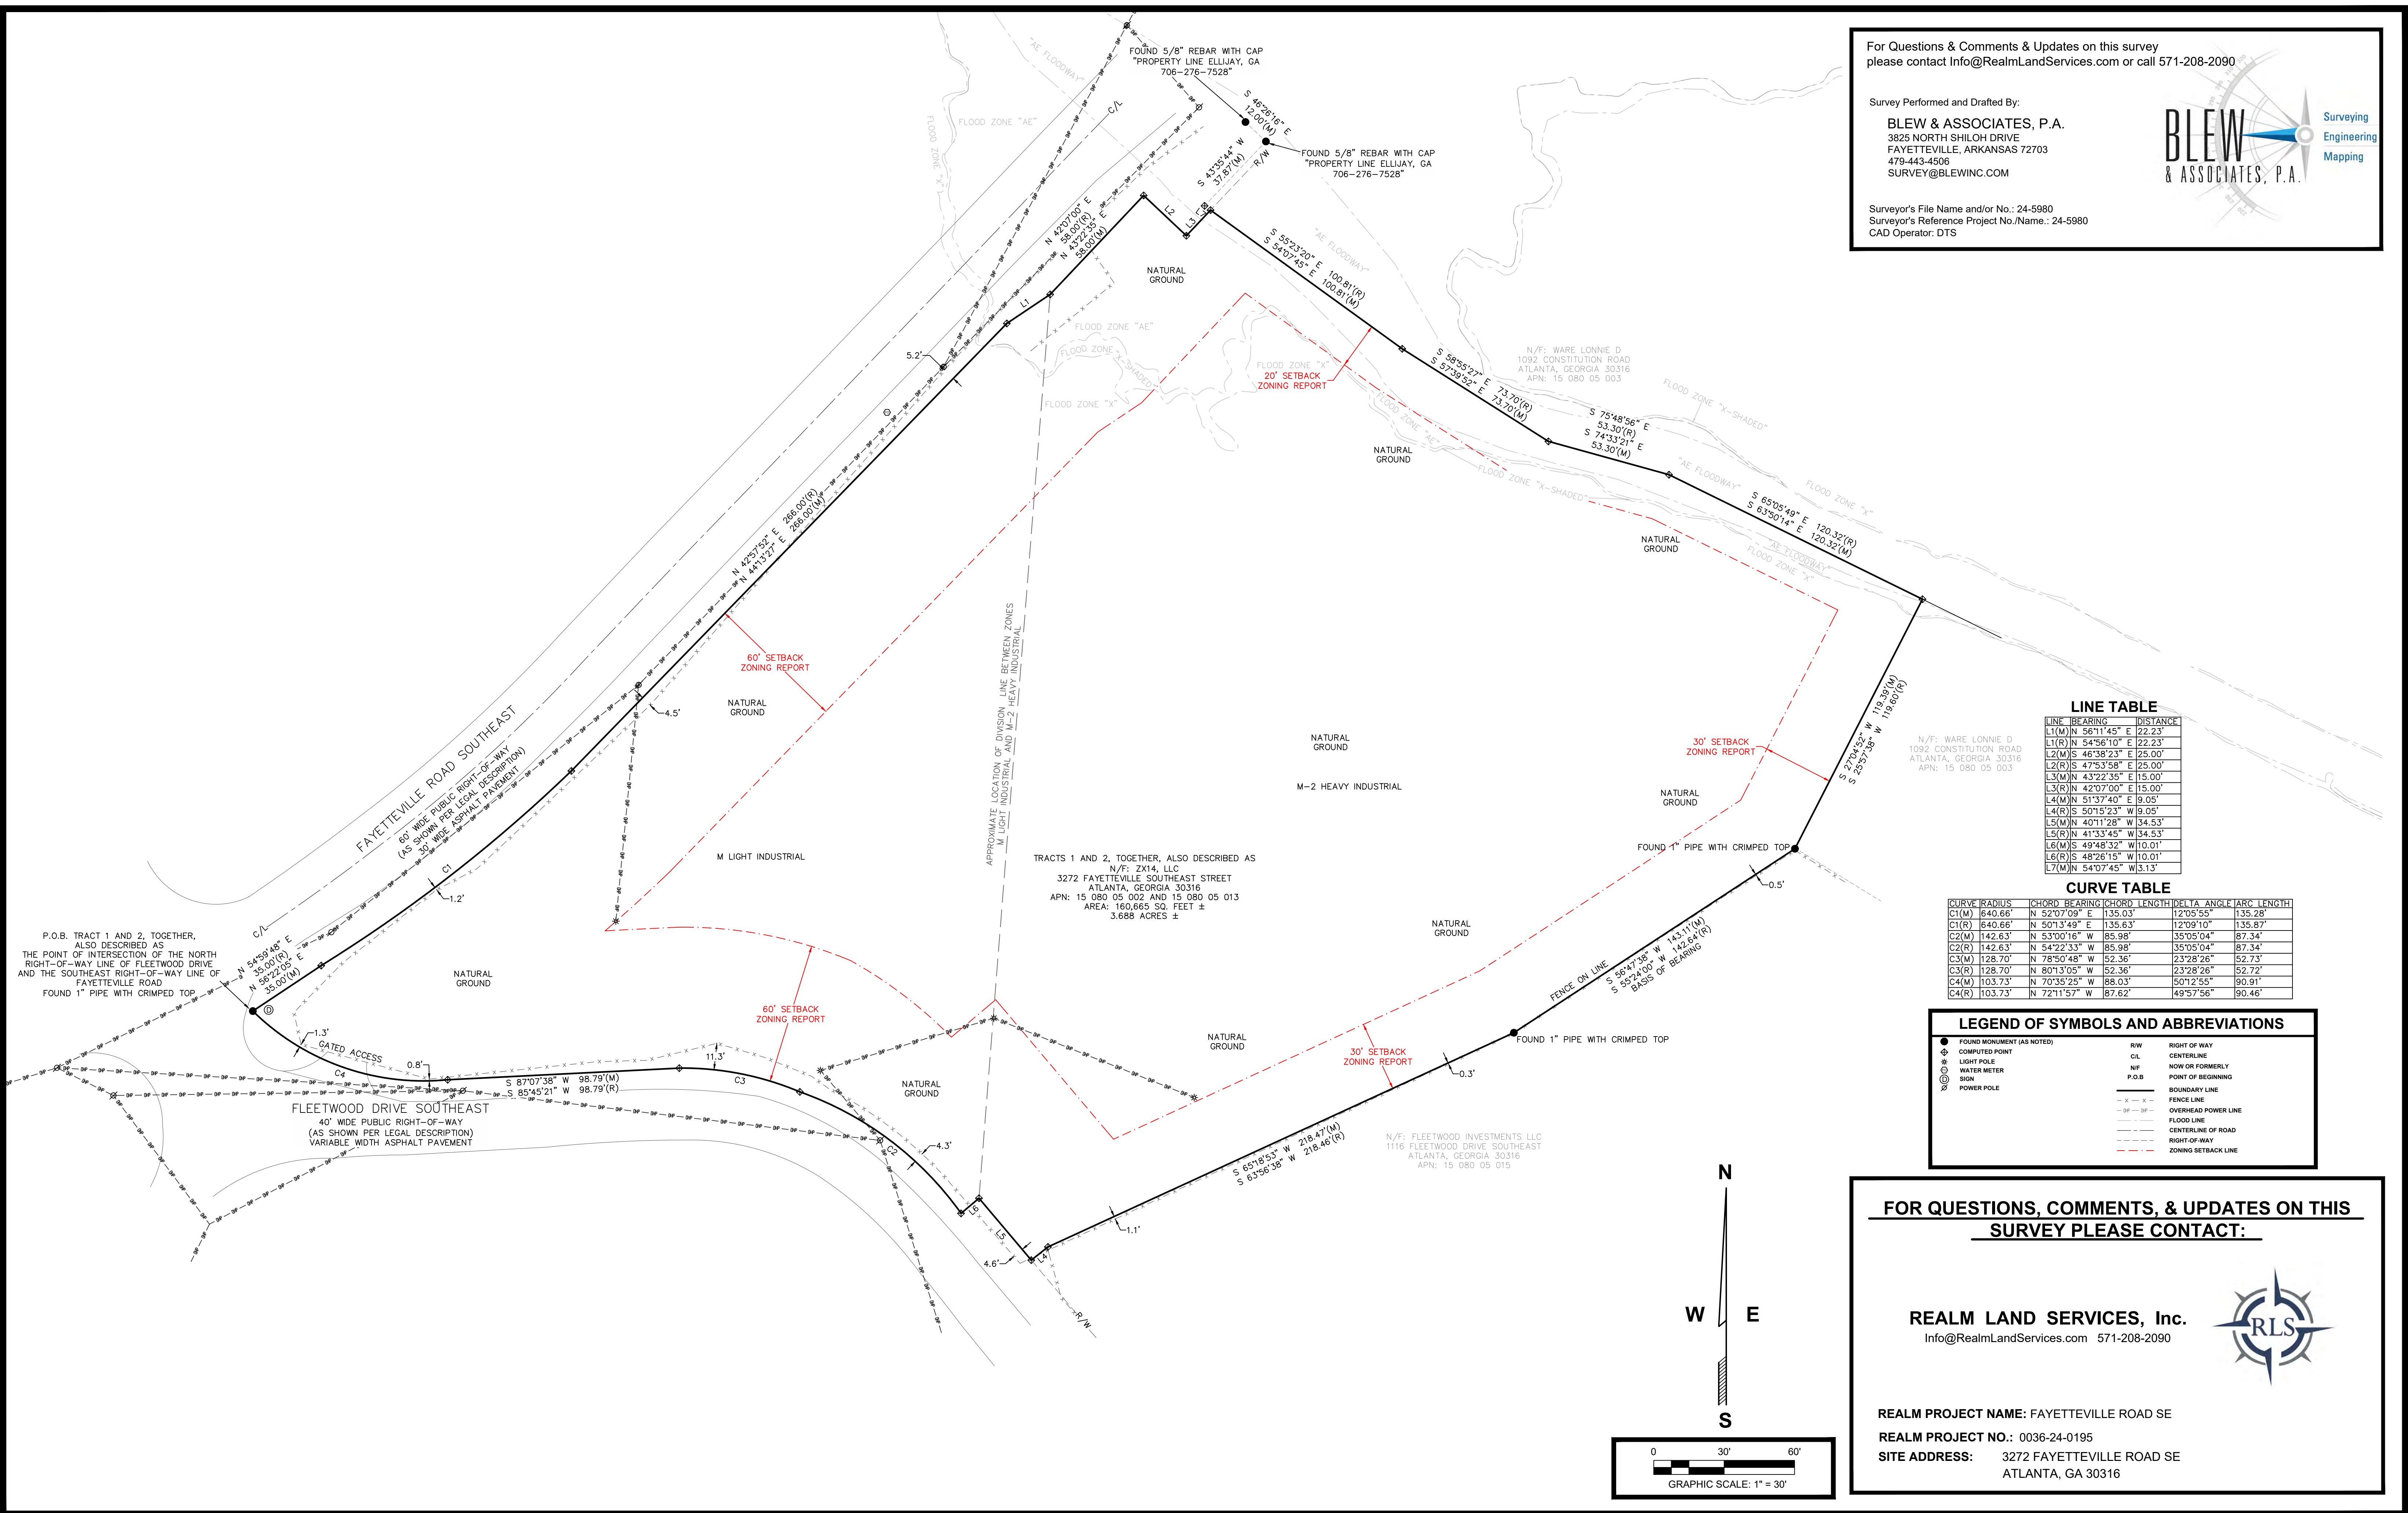 FOUND 5/8" REBAR WITH CAP
"PROPERTY LINE ELLIJAY, GA
706-276-7528"
S 46°26'16" E
12.00'(M)
FOUND 5/8" REBAR WITH CAP
"PROPERTY LINE ELLIJAY, GA
706-276-7528"
S 43°35'44" W
37.87'(M)
R/W
"AE FLOODWAY"
C/L
FLOOD ZONE "AE"
FLOOD ZONE "X"
N 42°07'00" E
58.00'(R)
N 43°22'35" E
58.00'(M)
L2
L3
L1
NATURAL
GROUND
"AE FLOODWAY"
S 55°23'20" E 100.81'(R)
S 54°07'45" E 100.81'(M)
FLOOD ZONE "AE"
FLOOD ZONE "X-SHADED"
FLOOD ZONE "X"
FLOOD ZONE "X"
20' SETBACK
ZONING REPORT
5.2'
S 58°55'27" E 73.70'(R)
S 57°39'52" E 73.70'(M)
N/F: WARE LONNIE D
1092 CONSTITUTION ROAD
ATLANTA, GEORGIA 30316
APN: 15 080 05 003
FLOOD ZONE "X-SHADED"
FLOOD ZONE "AE"
S 75°48'56" E
53.30'(R)
S 74°33'21" E
53.30'(M)
NATURAL
GROUND
FLOOD ZONE "X-SHADED"
"AE FLOODWAY"
FLOOD ZONE "X"
S 65°05'49" E 120.32'(R)
S 63°50'14" E 120.32'(M)
NATURAL
GROUND
"AE FLOODWAY"
FLOOD ZONE "X"
N 42°57'52" E 266.00'(R)
N 44°13'27" E 266.00'(M)
60' SETBACK
ZONING REPORT
NATURAL
GROUND
4.5'
APPROXIMATE LOCATION OF DIVISION LINE BETWEEN ZONES
M LIGHT INDUSTRIAL AND M-2 HEAVY INDUSTRIAL
NATURAL
GROUND
M-2 HEAVY INDUSTRIAL
30' SETBACK
ZONING REPORT
S 27°04'52" W 119.39'(M)
S 25°57'38" W 119.60'(R)
N/F: WARE LONNIE D
1092 CONSTITUTION ROAD
ATLANTA, GEORGIA 30316
APN: 15 080 05 003
NATURAL
GROUND
FOUND 1" PIPE WITH CRIMPED TOP
0.5'
FAYETTEVILLE ROAD SOUTHEAST
60' WIDE PUBLIC RIGHT-OF-WAY
(AS SHOWN PER LEGAL DESCRIPTION)
30' WIDE ASPHALT PAVEMENT
C1
1.2'
C/L
M LIGHT INDUSTRIAL
TRACTS 1 AND 2, TOGETHER, ALSO DESCRIBED AS
N/F: ZX14, LLC
3272 FAYETTEVILLE SOUTHEAST STREET
ATLANTA, GEORGIA 30316
APN: 15 080 05 002 AND 15 080 05 013
AREA: 160,665 SQ. FEET ±
3.688 ACRES ±
NATURAL
GROUND
P.O.B. TRACT 1 AND 2, TOGETHER,
ALSO DESCRIBED AS
THE POINT OF INTERSECTION OF THE NORTH
RIGHT-OF-WAY LINE OF FLEETWOOD DRIVE
AND THE SOUTHEAST RIGHT-OF-WAY LINE OF
FAYETTEVILLE ROAD
FOUND 1" PIPE WITH CRIMPED TOP
N 54°59'48" E
35.00'(R)
N 56°22'05" E
35.00'(M)
D
NATURAL
GROUND
FENCE ON LINE
S 56°47'38" W 143.11'(M)
S 55°24'00" W 142.64'(R)
BASIS OF BEARING
60' SETBACK
ZONING REPORT
1.3'
GATED ACCESS
C4
0.8'
11.3'
C3
S 87°07'38" W 98.79'(M)
S 85°45'21" W 98.79'(R)
NATURAL
GROUND
NATURAL
GROUND
FOUND 1" PIPE WITH CRIMPED TOP
30' SETBACK
ZONING REPORT
0.3'
FLEETWOOD DRIVE SOUTHEAST
40' WIDE PUBLIC RIGHT-OF-WAY
(AS SHOWN PER LEGAL DESCRIPTION)
VARIABLE WIDTH ASPHALT PAVEMENT
C2
4.3'
S 65°18'53" W 218.47'(M)
S 63°56'38" W 218.46'(R)
N/F: FLEETWOOD INVESTMENTS LLC
1116 FLEETWOOD DRIVE SOUTHEAST
ATLANTA, GEORGIA 30316
APN: 15 080 05 015
L6
L5
L4
4.6'
1.1'
R/W
N
W E
S
0 30' 60'
GRAPHIC SCALE: 1" = 30'
For Questions & Comments & Updates on this survey
please contact Info@RealmLandServices.com or call 571-208-2090
Survey Performed and Drafted By:
BLEW & ASSOCIATES, P.A.
3825 NORTH SHILOH DRIVE
FAYETTEVILLE, ARKANSAS 72703
479-443-4506
SURVEY@BLEWINC.COM
Surveyor's File Name and/or No.: 24-5980
Surveyor's Reference Project No./Name.: 24-5980
CAD Operator: DTS
BLEW
& ASSOCIATES, P.A.
Surveying
Engineering
Mapping
LINE TABLE
LINE BEARING DISTANCE
L1(M) N 56°11'45" E 22.23'
L1(R) N 54°56'10" E 22.23'
L2(M) S 46°38'23" E 25.00'
L2(R) S 47°53'58" E 25.00'
L3(M) N 43°22'35" E 15.00'
L3(R) N 42°07'00" E 15.00'
L4(M) N 51°37'40" E 9.05'
L4(R) S 50°15'23" W 9.05'
L5(M) N 40°11'28" W 34.53'
L5(R) N 41°33'45" W 34.53'
L6(M) S 49°48'32" W 10.01'
L6(R) S 48°26'15" W 10.01'
L7(M) N 54°07'45" W 3.13'
CURVE TABLE
CURVE RADIUS CHORD BEARING CHORD LENGTH DELTA ANGLE ARC LENGTH
C1(M) 640.66' N 52°07'09" E 135.03' 12°05'55" 135.28'
C1(R) 640.66' N 50°13'49" E 135.63' 12°09'10" 135.87'
C2(M) 142.63' N 53°00'16" W 85.98' 35°05'04" 87.34'
C2(R) 142.63' N 54°22'33" W 85.98' 35°05'04" 87.34'
C3(M) 128.70' N 78°50'48" W 52.36' 23°28'26" 52.73'
C3(R) 128.70' N 80°13'05" W 52.36' 23°28'26" 52.72'
C4(M) 103.73' N 70°35'25" W 88.03' 50°12'55" 90.91'
C4(R) 103.73' N 72°11'57" W 87.62' 49°57'56" 90.46'
LEGEND OF SYMBOLS AND ABBREVIATIONS
FOUND MONUMENT (AS NOTED)
COMPUTED POINT
LIGHT POLE
WATER METER
SIGN
POWER POLE
R/W RIGHT OF WAY
C/L CENTERLINE
N/F NOW OR FORMERLY
P.O.B POINT OF BEGINNING
BOUNDARY LINE
FENCE LINE
OVERHEAD POWER LINE
FLOOD LINE
CENTERLINE OF ROAD
RIGHT-OF-WAY
ZONING SETBACK LINE
FOR QUESTIONS, COMMENTS, & UPDATES ON THIS
SURVEY PLEASE CONTACT:
REALM LAND SERVICES, Inc.
Info@RealmLandServices.com 571-208-2090
RLS
REALM PROJECT NAME: FAYETTEVILLE ROAD SE
REALM PROJECT NO.: 0036-24-0195
SITE ADDRESS: 3272 FAYETTEVILLE ROAD SE
ATLANTA, GA 30316